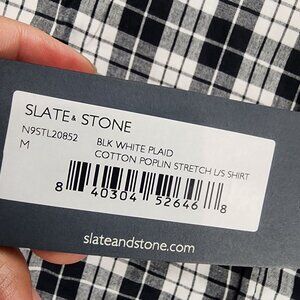 SLATE & STONE
N9STL20852
BLK WHITE PLAID
M
COTTON POPLIN STRETCH L/S SHIRT
8 40304 52646 8
slateandstone.com